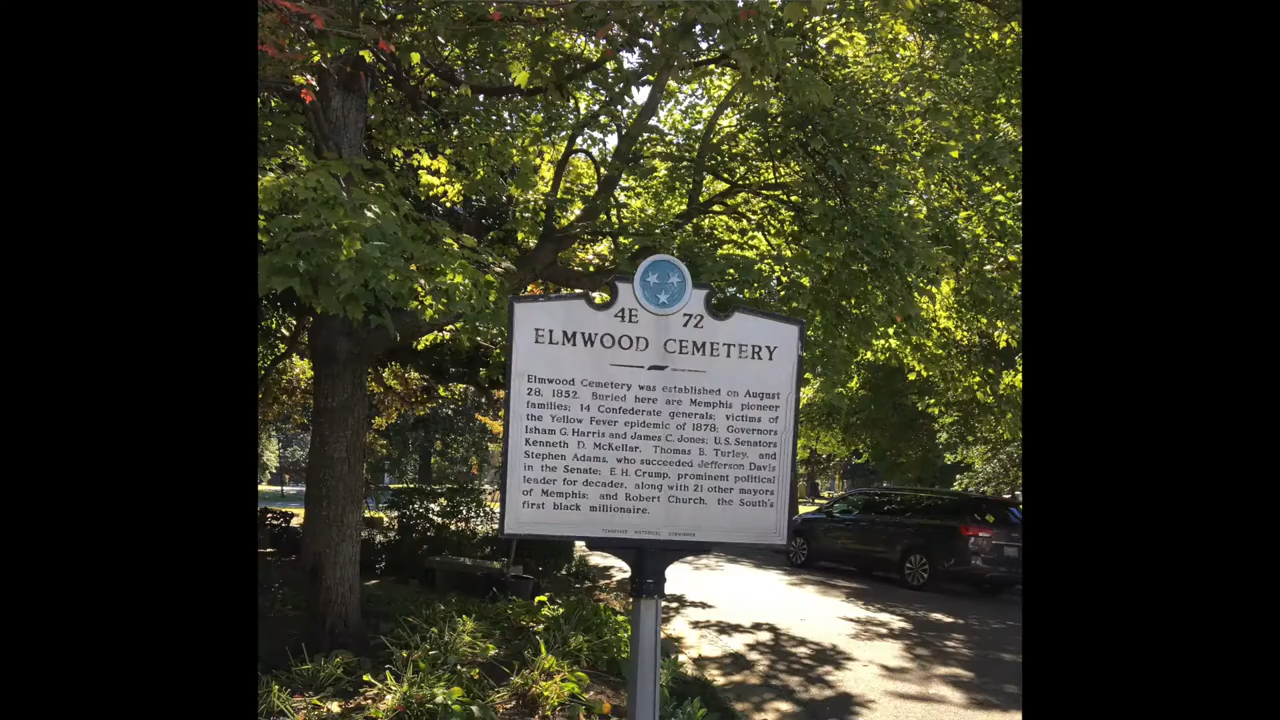 4E 72
ELMWOOD CEMETERY
Elmwood Cemetery was established on August
28, 1852. Buried here are Memphis pioneer
families; 14 Confederate generals; victims of
the Yellow Fever epidemic of 1878; Governors
Isham G. Harris and James C. Jones; U.S. Senators
Kenneth D. McKellar, Thomas B. Turley, and
Stephen Adams, who succeeded Jefferson Davis
in the Senate; E. H. Crump, prominent political
leader for decades, along with 21 other mayors
of Memphis; and Robert Church, the South's
first black millionaire.
TENNESSEE HISTORICAL COMMISSION